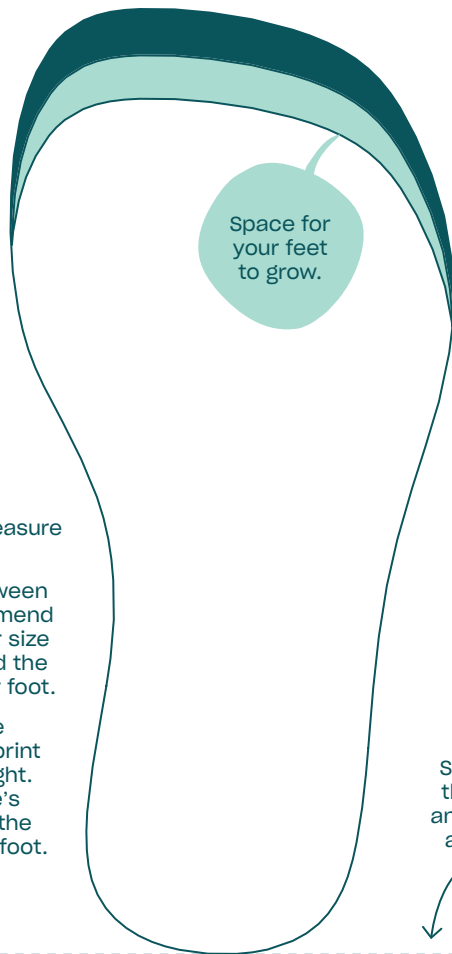 Space for
your feet
to grow.
easure
ween
mend
size
d the
foot.
e
print
ght.
e's
the
foot.
S
th
an
a